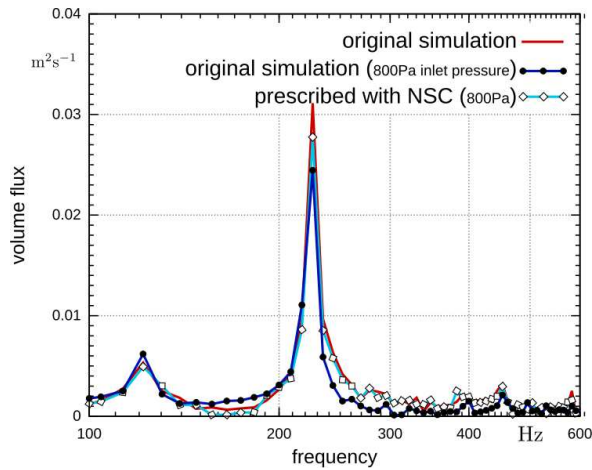 0.04
m²s⁻¹
original simulation
original simulation (800Pa inlet pressure)
prescribed with NSC (800Pa)
0.03
volume flux
0.02
0.01
0
100
200
300
400
Hz
600
frequency